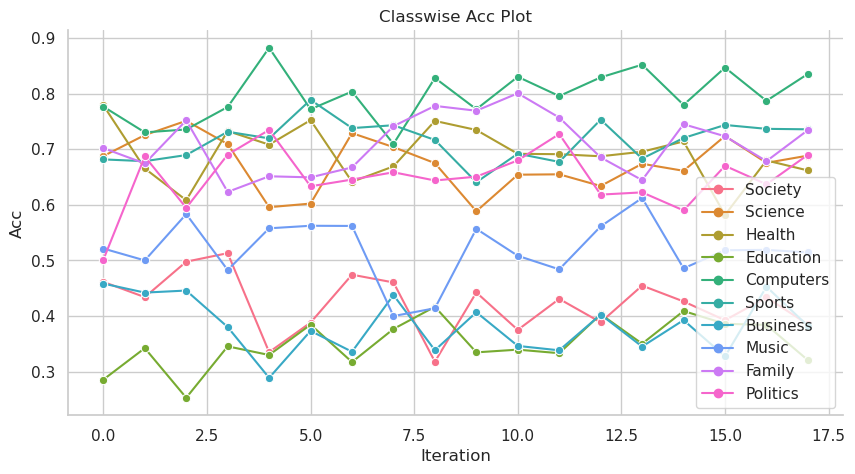 Classwise Acc Plot
Acc
0.9
0.8
0.7
0.6
0.5
0.4
0.3
0.0
2.5
5.0
7.5
10.0
12.5
15.0
17.5
Iteration
Society
Science
Health
Education
Computers
Sports
Business
Music
Family
Politics